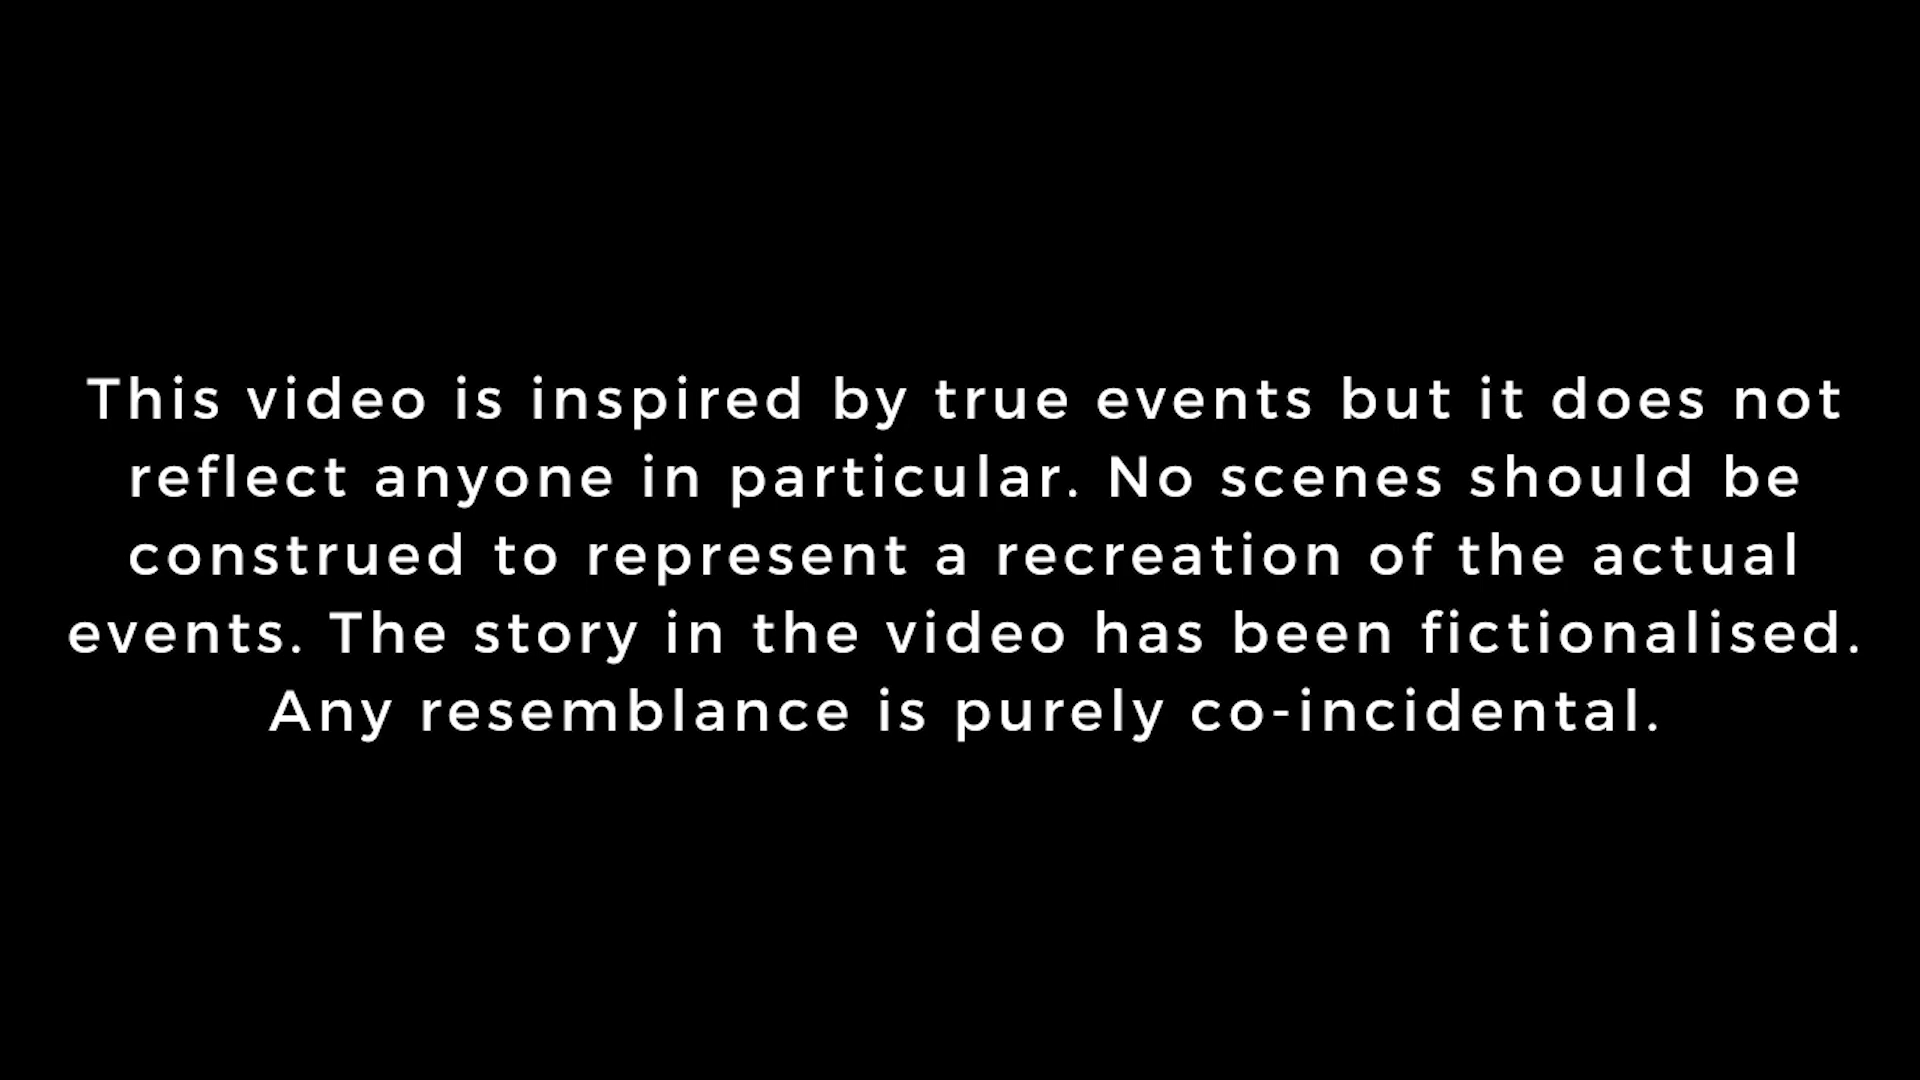 This video is inspired by true events but it does not
reflect anyone in particular. No scenes should be
construed to represent a recreation of the actual
events. The story in the video has been fictionalised.
Any resemblance is purely co-incidental.